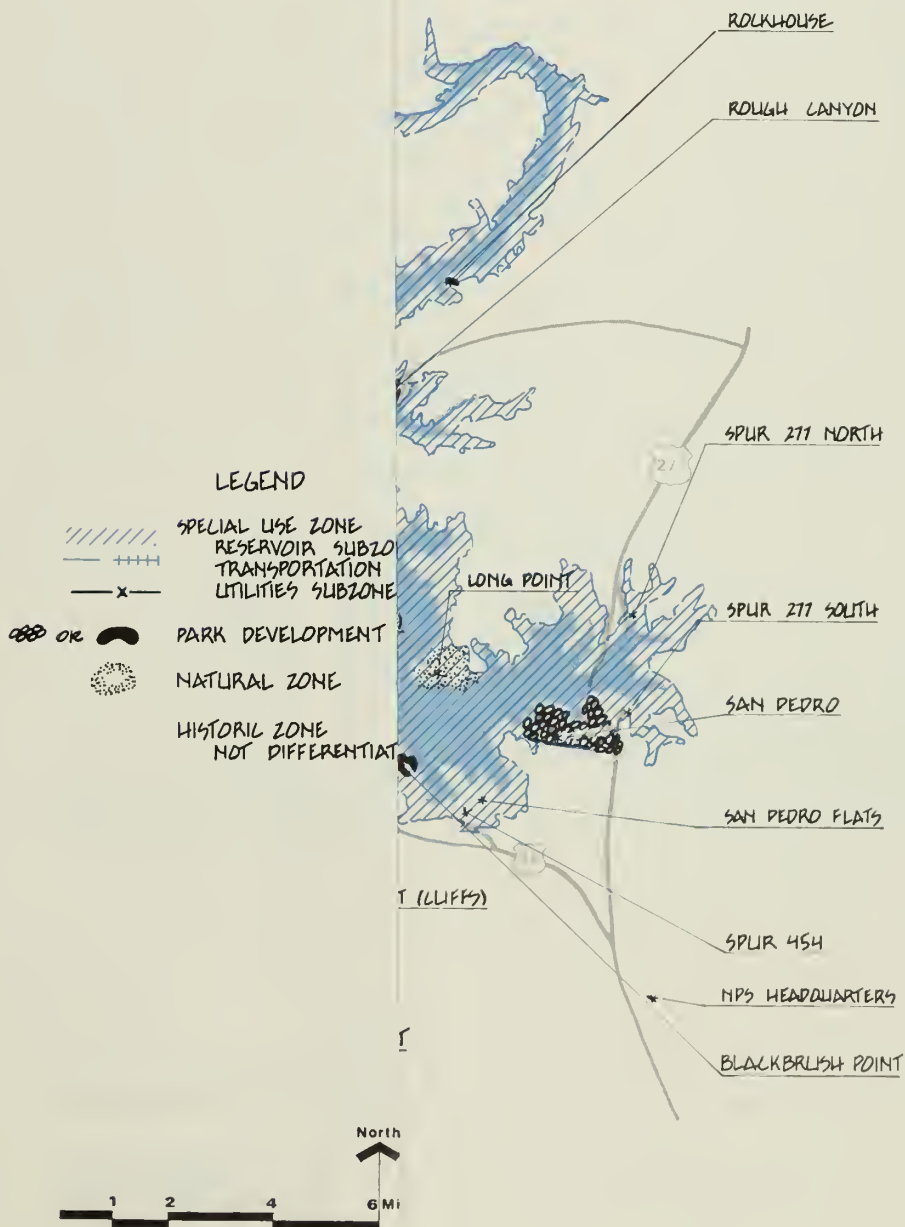 ROCKHOUSE
ROUGH CANYON
27
SPUR 277 NORTH
LEGEND
SPECIAL USE ZONE
RESERVOIR SUBZO
TRANSPORTATION
UTILITIES SUBZONE
LONG POINT
SPUR 277 SOUTH
OR
PARK DEVELOPMENT
NATURAL ZONE
SAN PEDRO
HISTORIC ZONE
NOT DIFFERENTIAT
SAN PEDRO FLATS
T (CLIFFS)
SPUR 454
NPS HEADQUARTERS
T
BLACKBRUSH POINT
North
1 2 4 6 Mi